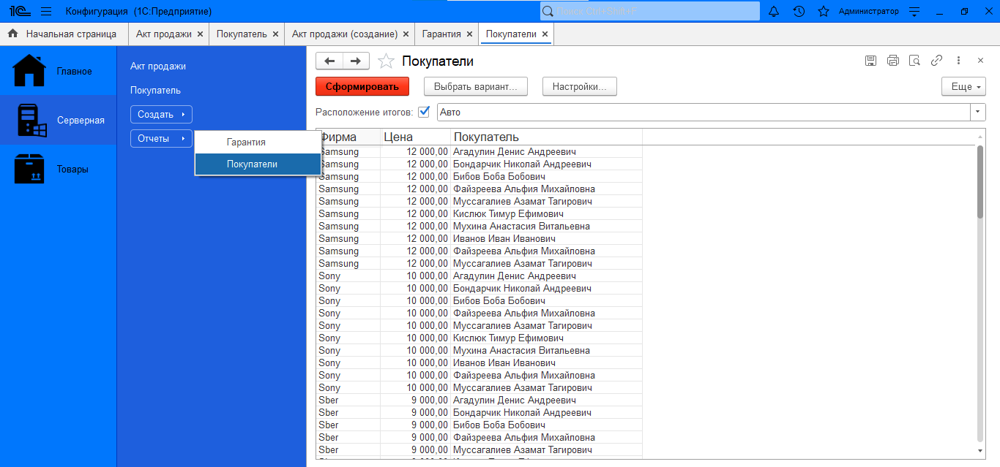 1С Конфигурация (1С:Предприятие) Поиск Ctrl+Shift+F Администратор
Начальная страница Акт продажи × Покупатель × Акт продажи (создание) × Гарантия × Покупатели ×
Главное
Серверная
Товары
Акт продажи
Покупатель
Создать
Отчеты
Гарантия
Покупатели
Покупатели
Сформировать Выбрать вариант... Настройки... Еще
Расположение итогов: Авто
Фирма Цена Покупатель
Samsung 12 000,00 Агадулин Денис Андреевич
Samsung 12 000,00 Бондарчик Николай Андреевич
Samsung 12 000,00 Бибов Боба Бобович
Samsung 12 000,00 Файзреева Альфия Михайловна
Samsung 12 000,00 Муссагалиев Азамат Тагирович
Samsung 12 000,00 Кислюк Тимур Ефимович
Samsung 12 000,00 Мухина Анастасия Витальевна
Samsung 12 000,00 Иванов Иван Иванович
Samsung 12 000,00 Файзреева Альфия Михайловна
Samsung 12 000,00 Муссагалиев Азамат Тагирович
Sony 10 000,00 Агадулин Денис Андреевич
Sony 10 000,00 Бондарчик Николай Андреевич
Sony 10 000,00 Бибов Боба Бобович
Sony 10 000,00 Файзреева Альфия Михайловна
Sony 10 000,00 Муссагалиев Азамат Тагирович
Sony 10 000,00 Кислюк Тимур Ефимович
Sony 10 000,00 Мухина Анастасия Витальевна
Sony 10 000,00 Иванов Иван Иванович
Sony 10 000,00 Файзреева Альфия Михайловна
Sony 10 000,00 Муссагалиев Азамат Тагирович
Sber 9 000,00 Агадулин Денис Андреевич
Sber 9 000,00 Бондарчик Николай Андреевич
Sber 9 000,00 Бибов Боба Бобович
Sber 9 000,00 Файзреева Альфия Михайловна
Sber 9 000,00 Муссагалиев Азамат Тагирович